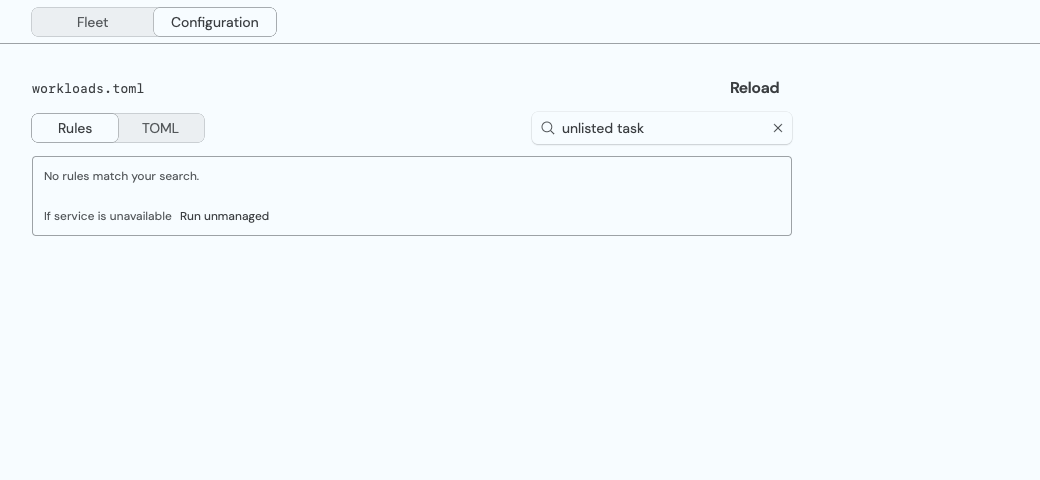 Fleet Configuration
workloads.toml Reload
Rules TOML unlisted task
No rules match your search.
If service is unavailable Run unmanaged